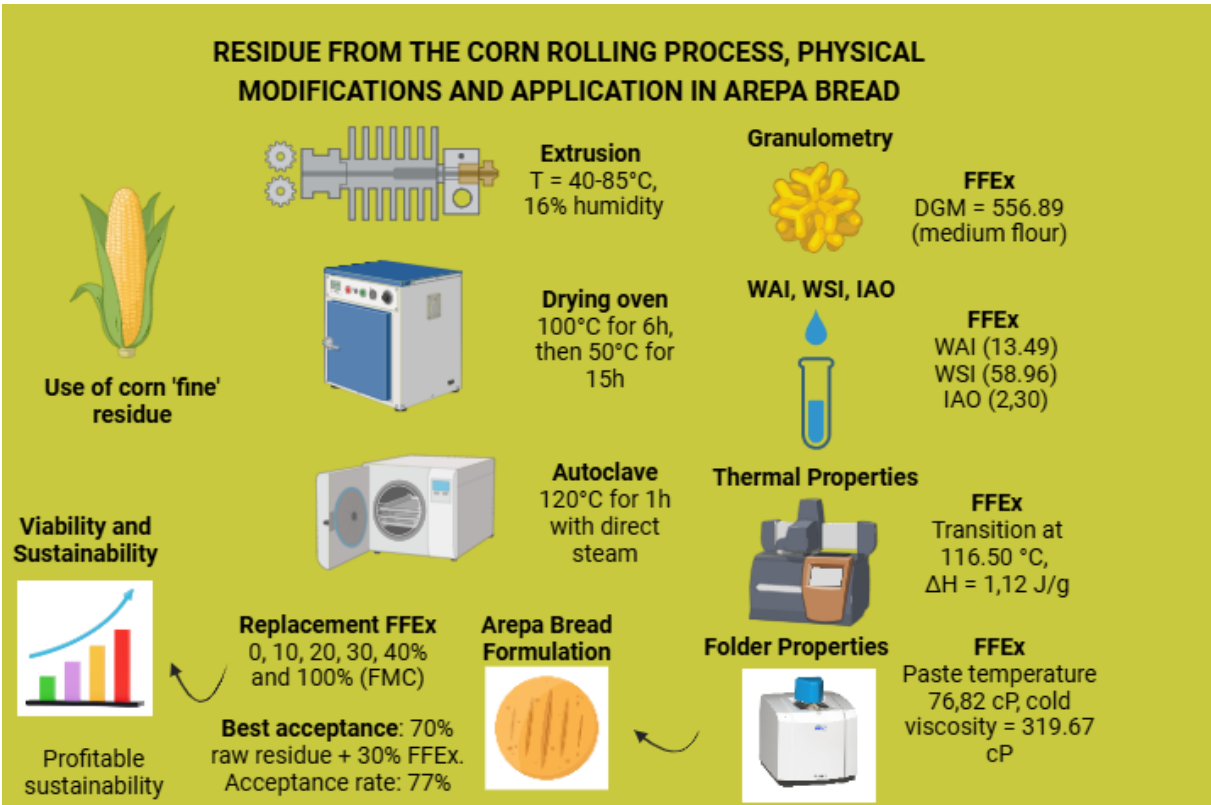 RESIDUE FROM THE CORN ROLLING PROCESS, PHYSICAL
MODIFICATIONS AND APPLICATION IN AREPA BREAD
Use of corn 'fine'
residue
Extrusion
T = 40-85°C,
16% humidity
Drying oven
100°C for 6h,
then 50°C for
15h
Autoclave
120°C for 1h
with direct
steam
Granulometry
FFEx
DGM = 556.89
(medium flour)
WAI, WSI, IAO
FFEx
WAI (13.49)
WSI (58.96)
IAO (2,30)
Thermal Properties
FFEx
Transition at
116.50 °C,
ΔH = 1,12 J/g
Folder Properties
FFEx
Paste temperature
76,82 cP, cold
viscosity = 319.67
cP
Arepa Bread
Formulation
Replacement FFEx
0, 10, 20, 30, 40%
and 100% (FMC)
Best acceptance: 70%
raw residue + 30% FFEx.
Acceptance rate: 77%
Viability and
Sustainability
Profitable
sustainability